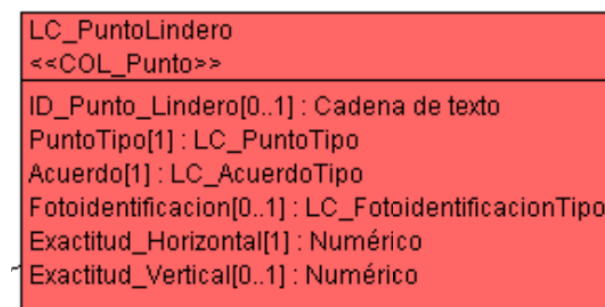 LC_PuntoLindero
<<COL_Punto>>
ID_Punto_Lindero[0..1] : Cadena de texto
PuntoTipo[1] : LC_PuntoTipo
Acuerdo[1] : LC_AcuerdoTipo
Fotoidentificacion[0..1] : LC_FotoidentificacionTipo
Exactitud_Horizontal[1] : Numérico
Exactitud_Vertical[0..1] : Numérico